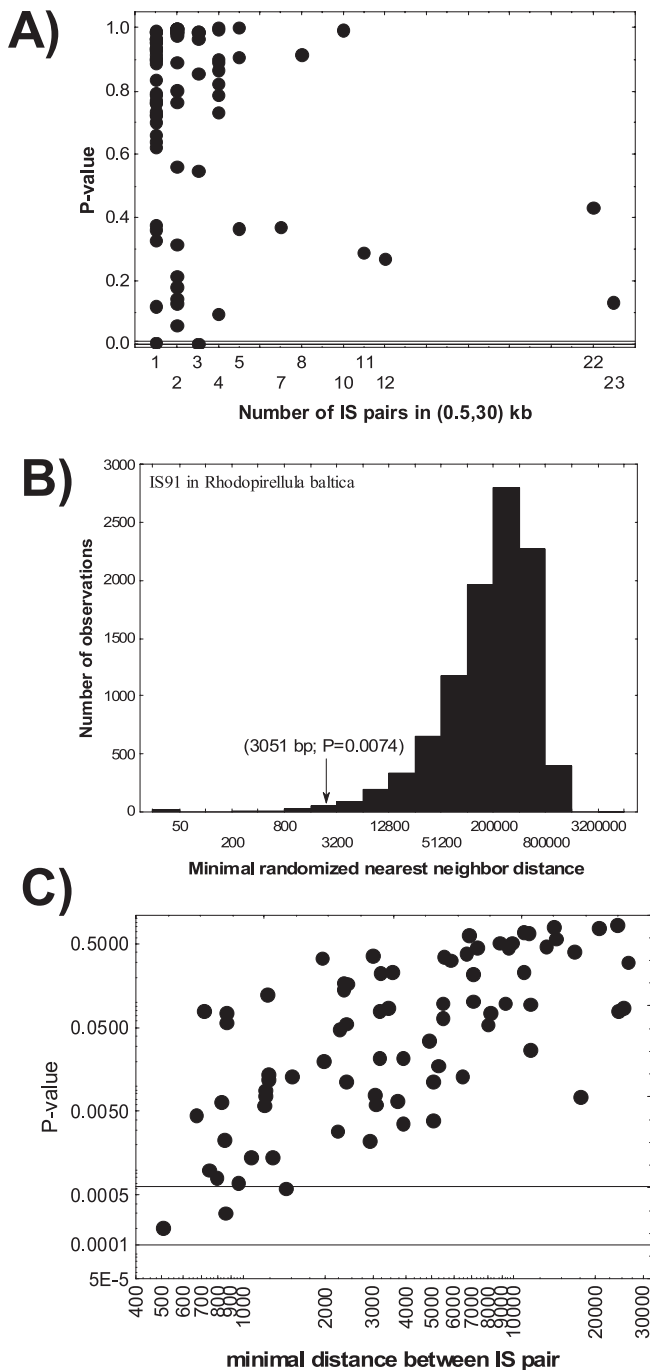 A)
P-value
1.0
0.8
0.6
0.4
0.2
0.0
1 3 5 8 11 22
2 4 7 10 12 23
Number of IS pairs in (0.5,30) kb
B)
IS91 in Rhodopirellula baltica
Number of observations
3000
2500
2000
1500
1000
500
0
(3051 bp; P=0.0074)
50 800 12800 200000 3200000
200 3200 51200 800000
Minimal randomized nearest neighbor distance
C)
P-value
0.5000
0.0500
0.0050
0.0005
0.0001
5E-5
400 500 600 700 800 900 1000 2000 3000 4000 5000 6000 7000 8000 9000 10000 20000 30000
minimal distance between IS pair